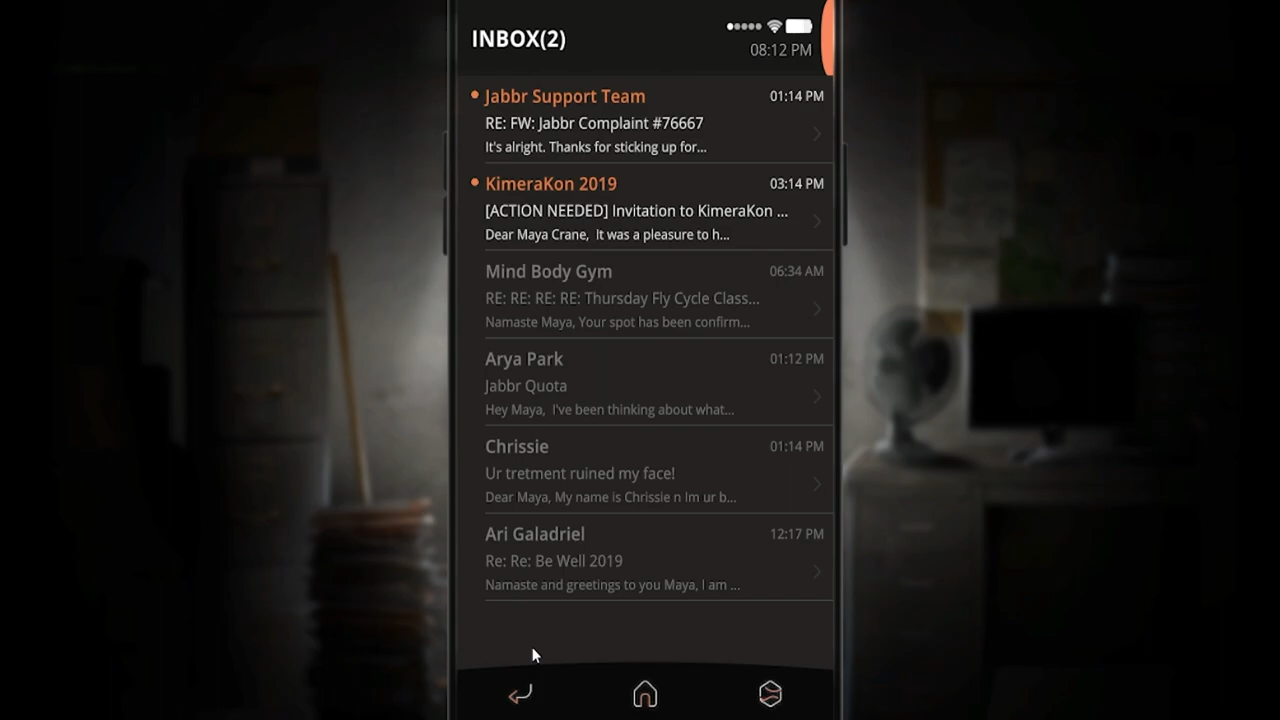 INBOX(2)
08:12 PM
Jabbr Support Team 01:14 PM
RE: FW: Jabbr Complaint #76667
It's alright. Thanks for sticking up for...
KimeraKon 2019 03:14 PM
[ACTION NEEDED] Invitation to KimeraKon ...
Dear Maya Crane, It was a pleasure to h...
Mind Body Gym 06:34 AM
RE: RE: RE: RE: Thursday Fly Cycle Class...
Namaste Maya, Your spot has been confirm...
Arya Park 01:12 PM
Jabbr Quota
Hey Maya, I've been thinking about what...
Chrissie 01:14 PM
Ur tretment ruined my face!
Dear Maya, My name is Chrissie n Im ur b...
Ari Galadriel 12:17 PM
Re: Re: Be Well 2019
Namaste and greetings to you Maya, I am ...